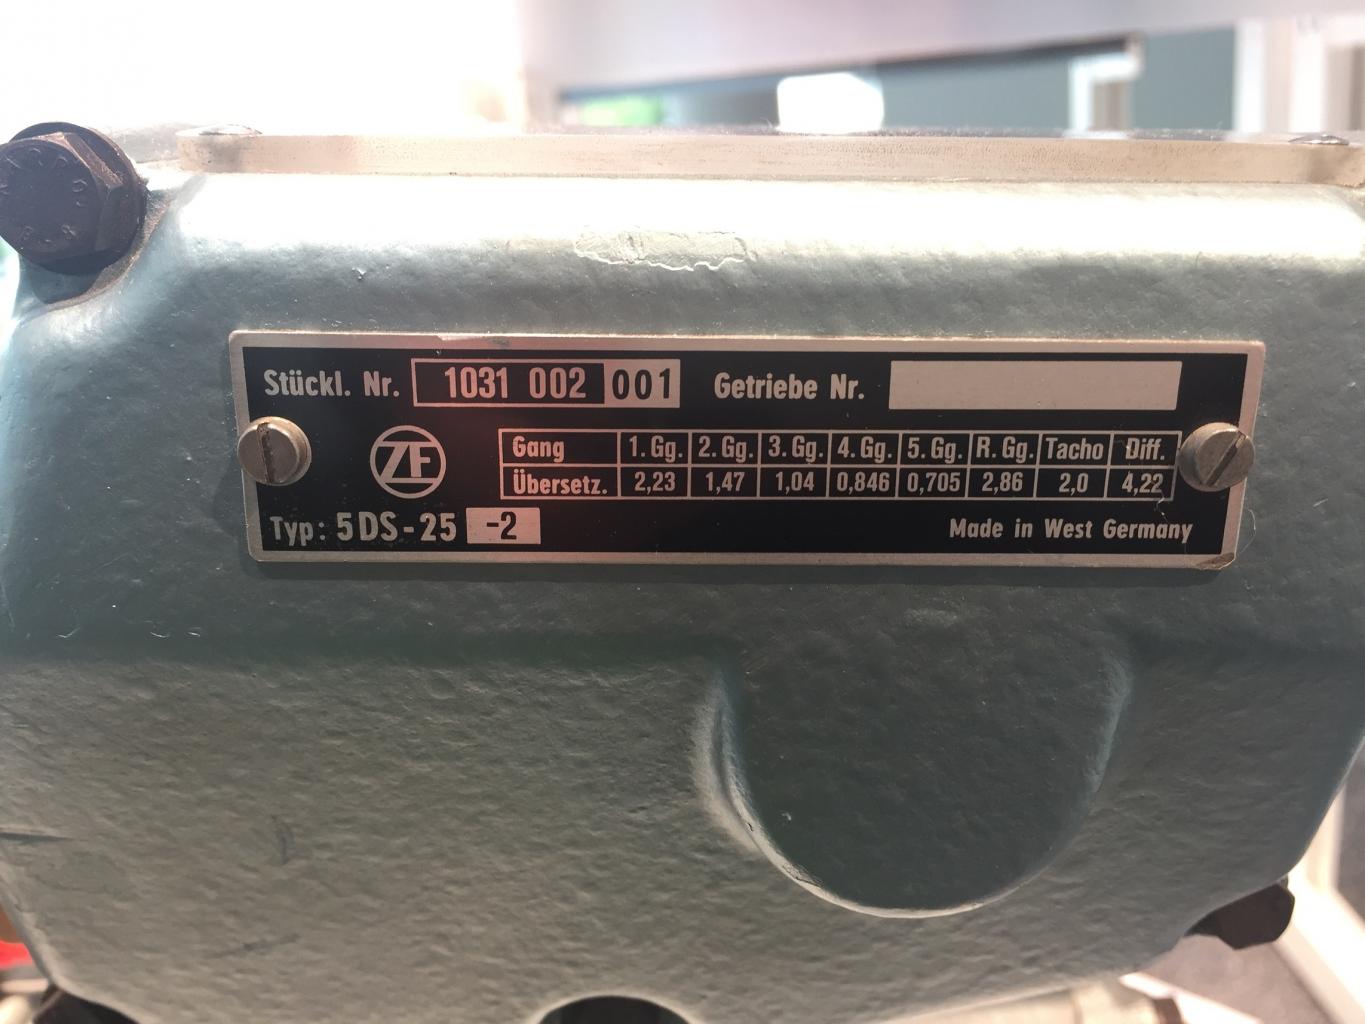 Stückl. Nr. 1031 002 001 Getriebe Nr.
ZF
Gang 1. Gg. 2. Gg. 3. Gg. 4. Gg. 5. Gg. R. Gg. Tacho Diff.
Übersetz. 2,23 1,47 1,04 0,846 0,705 2,86 2,0 4,22
Typ: 5 DS - 25 -2 Made in West Germany